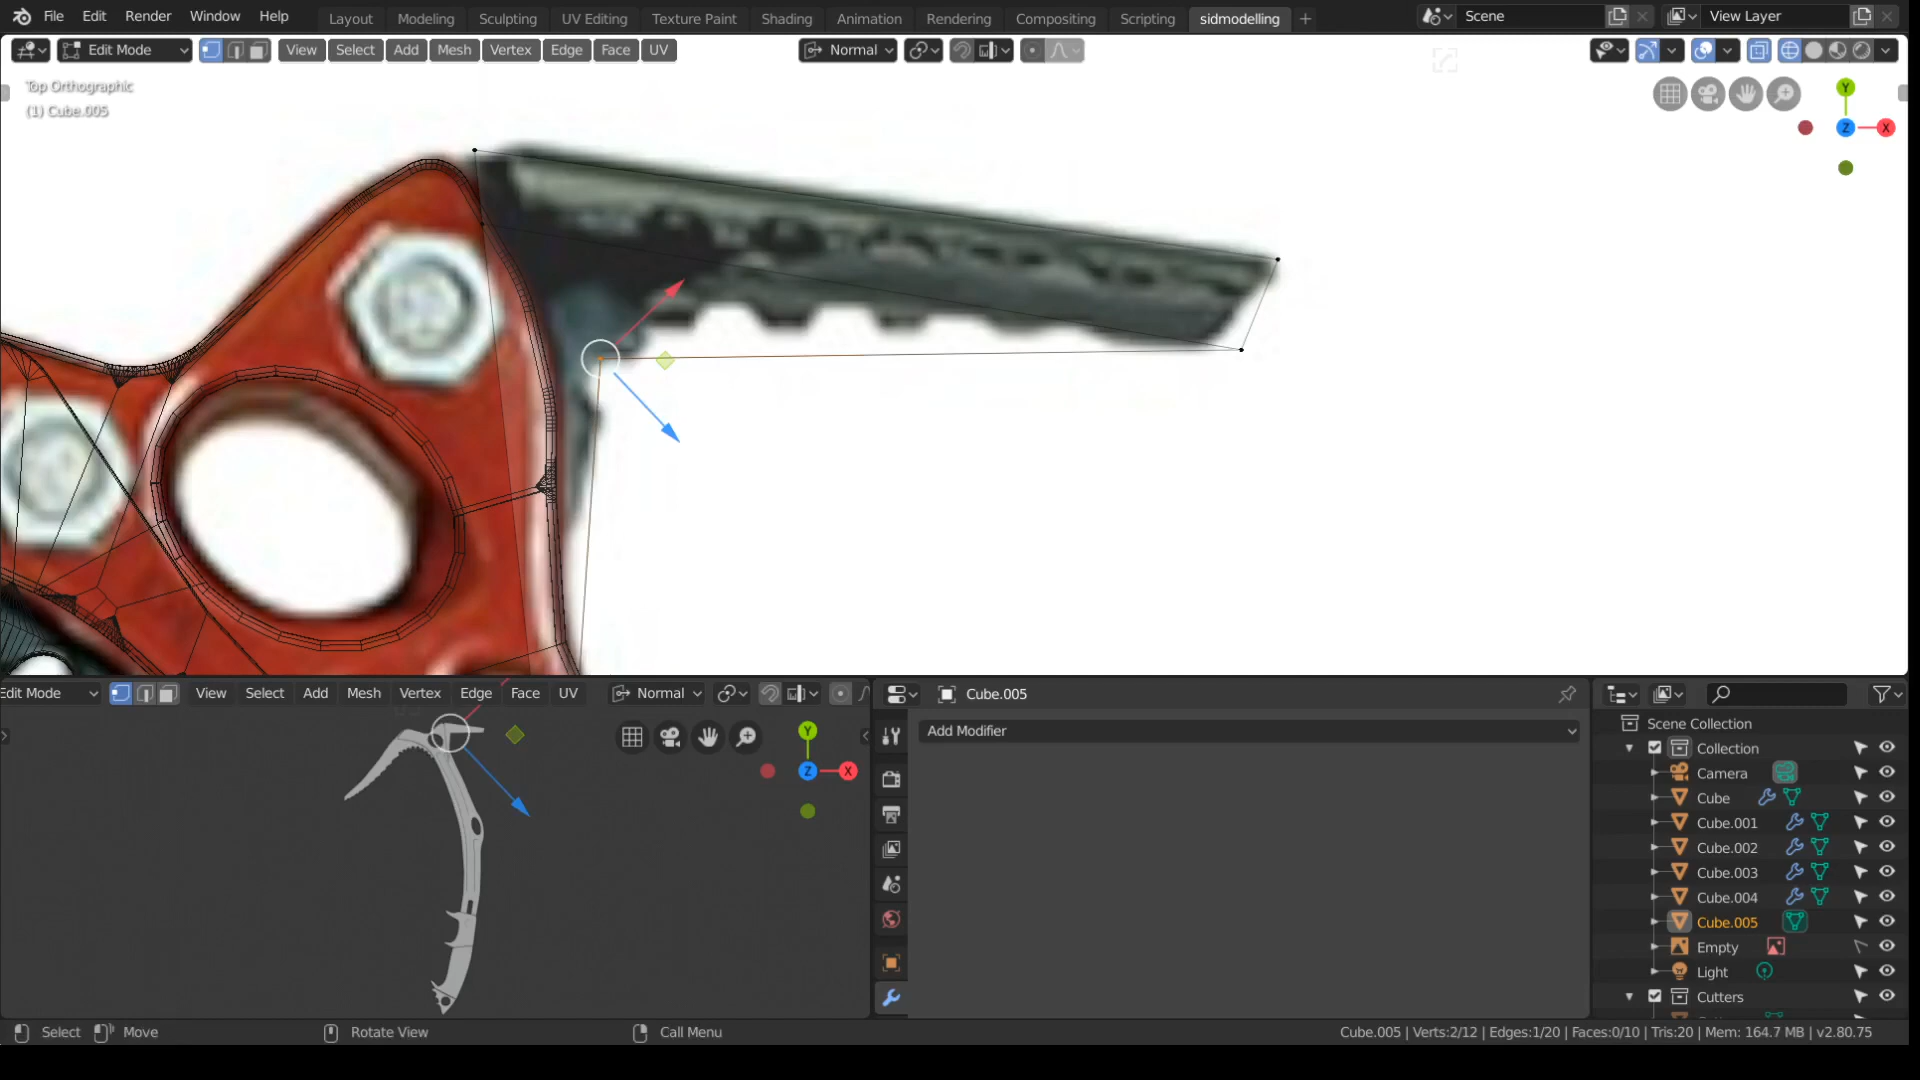 File Edit Render Window Help Layout Modeling Sculpting UV Editing Texture Paint Shading Animation Rendering Compositing Scripting sidmodelling + Scene View Layer
Edit Mode View Select Add Mesh Vertex Edge Face UV Normal
Top Orthographic
(1) Cube.005
Y
Z X
Edit Mode View Select Add Mesh Vertex Edge Face UV Normal
Y
Z X
Cube.005
Add Modifier
Scene Collection
Collection
Camera
Cube
Cube.001
Cube.002
Cube.003
Cube.004
Cube.005
Empty
Light
Cutters
Select Move Rotate View Call Menu Cube.005 | Verts:2/12 | Edges:1/20 | Faces:0/10 | Tris:20 | Mem: 164.7 MB | v2.80.75